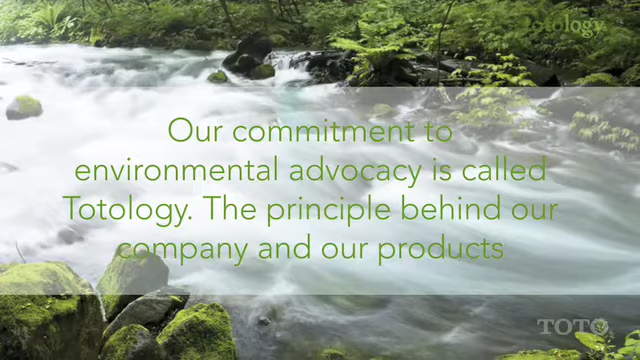 Totology
Our commitment to
environmental advocacy is called
Totology. The principle behind our
company and our products
TOTO